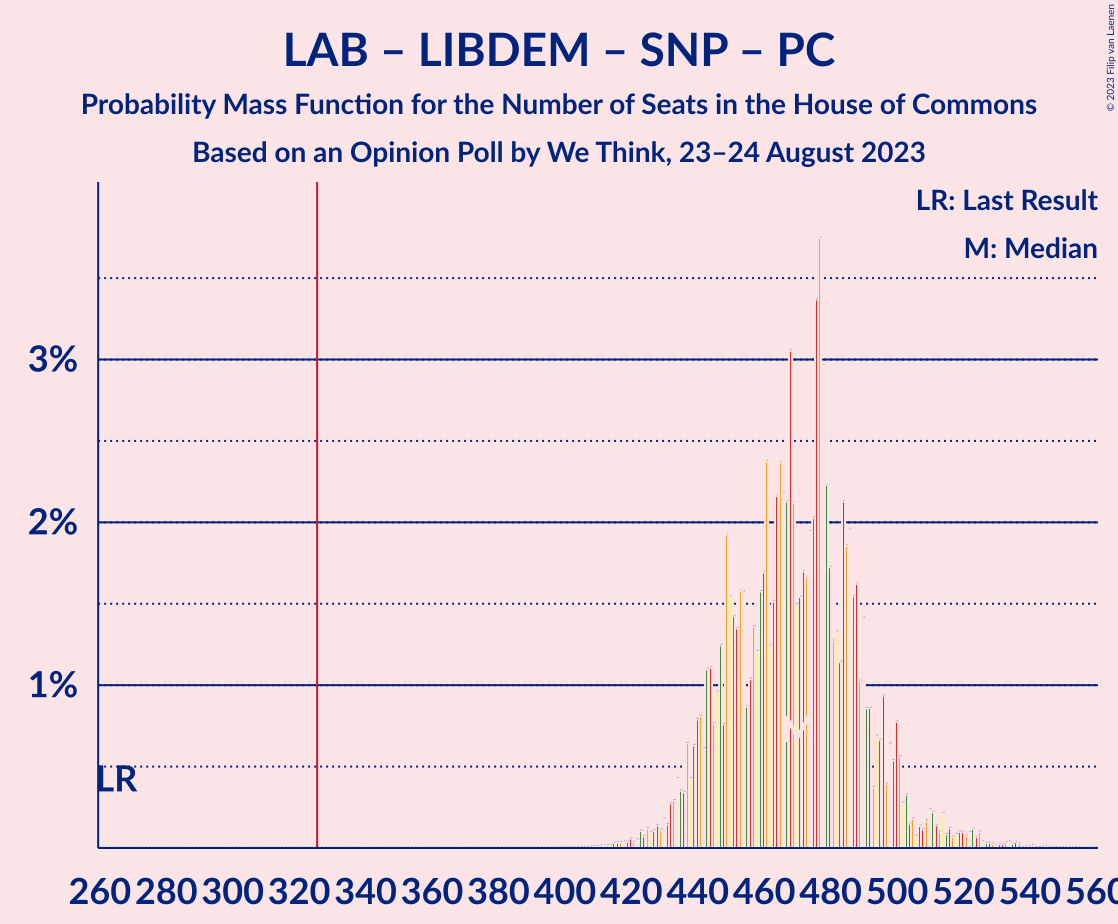 LAB – LIBDEM – SNP – PC
Probability Mass Function for the Number of Seats in the House of Commons
Based on an Opinion Poll by We Think, 23–24 August 2023
© 2023 Filip van Laenen
LR: Last Result
M: Median
3%
2%
1%
LR
260 280 300 320 340 360 380 400 420 440 460 480 500 520 540 560